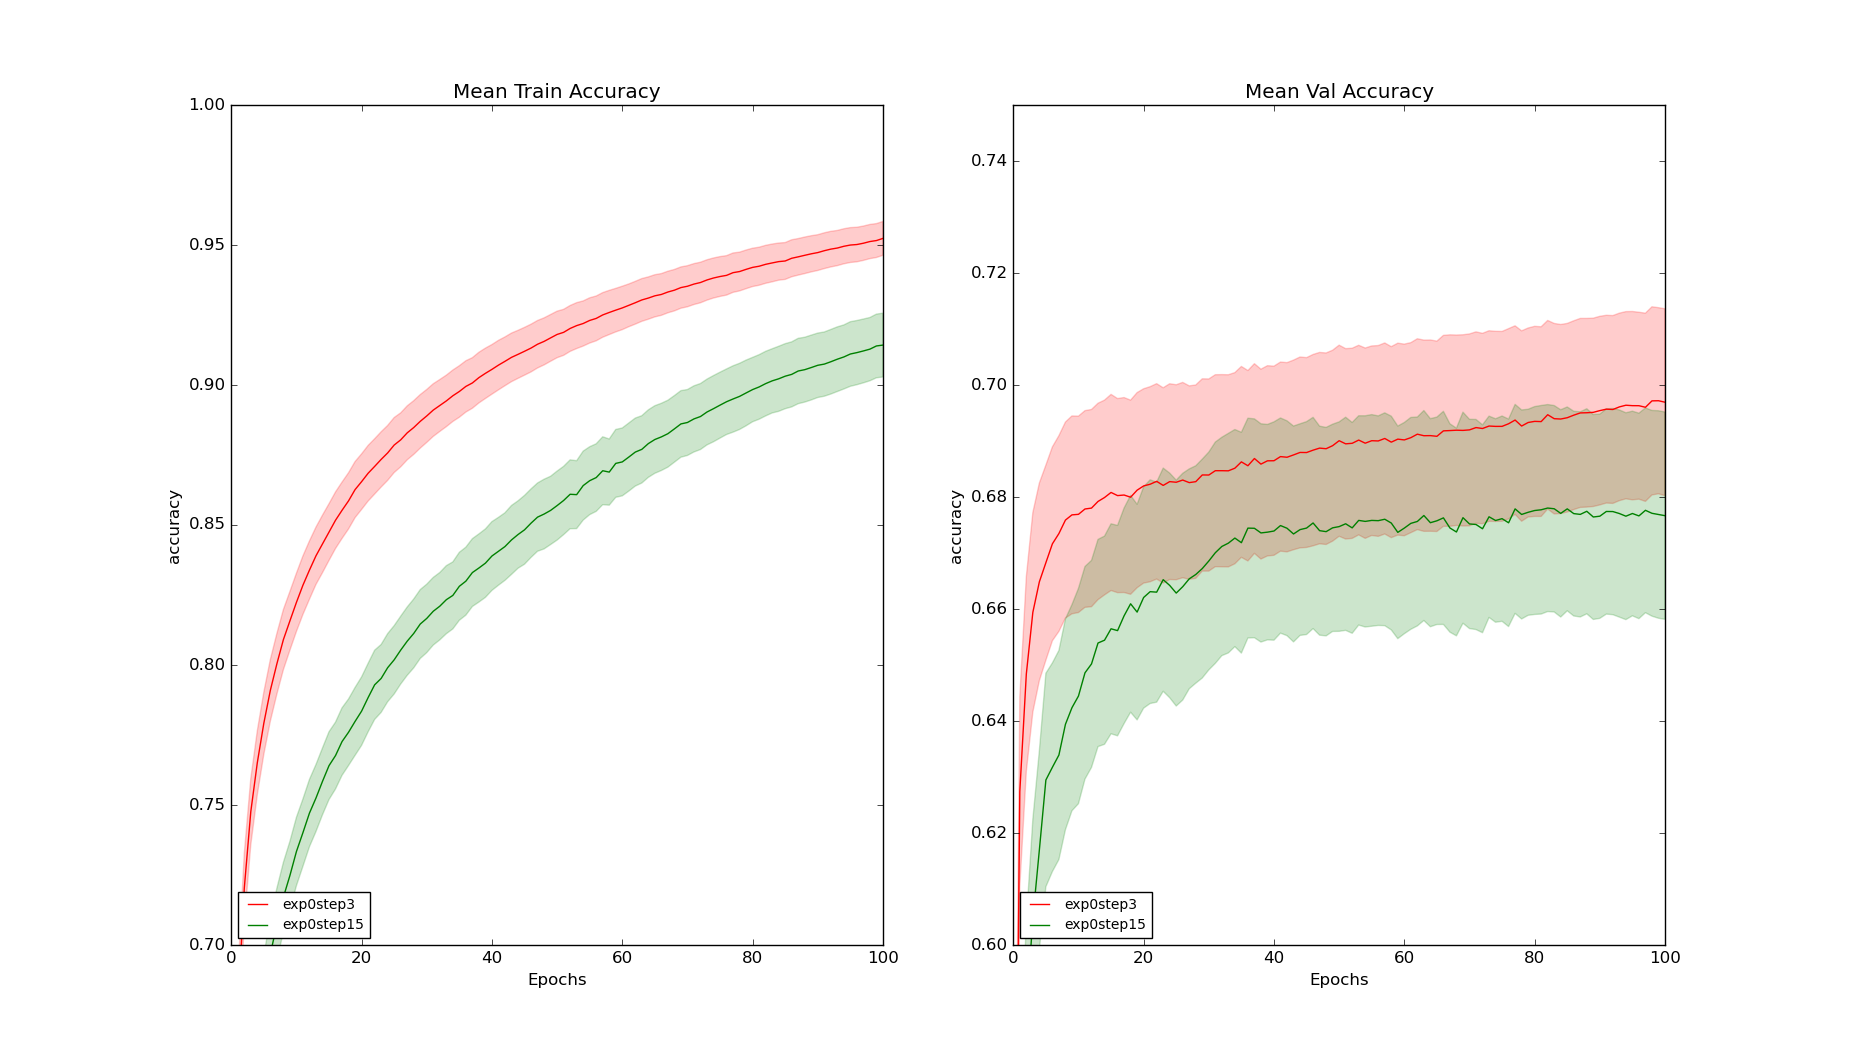 Mean Train Accuracy
1.00
0.95
0.90
0.85
0.80
0.75
0.70
accuracy
exp0step3
exp0step15
0
20
40
60
80
100
Epochs
Mean Val Accuracy
0.74
0.72
0.70
0.68
0.66
0.64
0.62
0.60
accuracy
exp0step3
exp0step15
0
20
40
60
80
100
Epochs